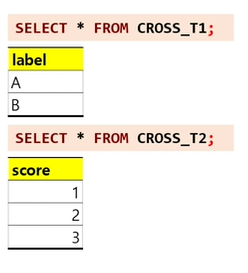 SELECT * FROM CROSS_T1;
label
A
B
SELECT * FROM CROSS_T2;
score
1
2
3